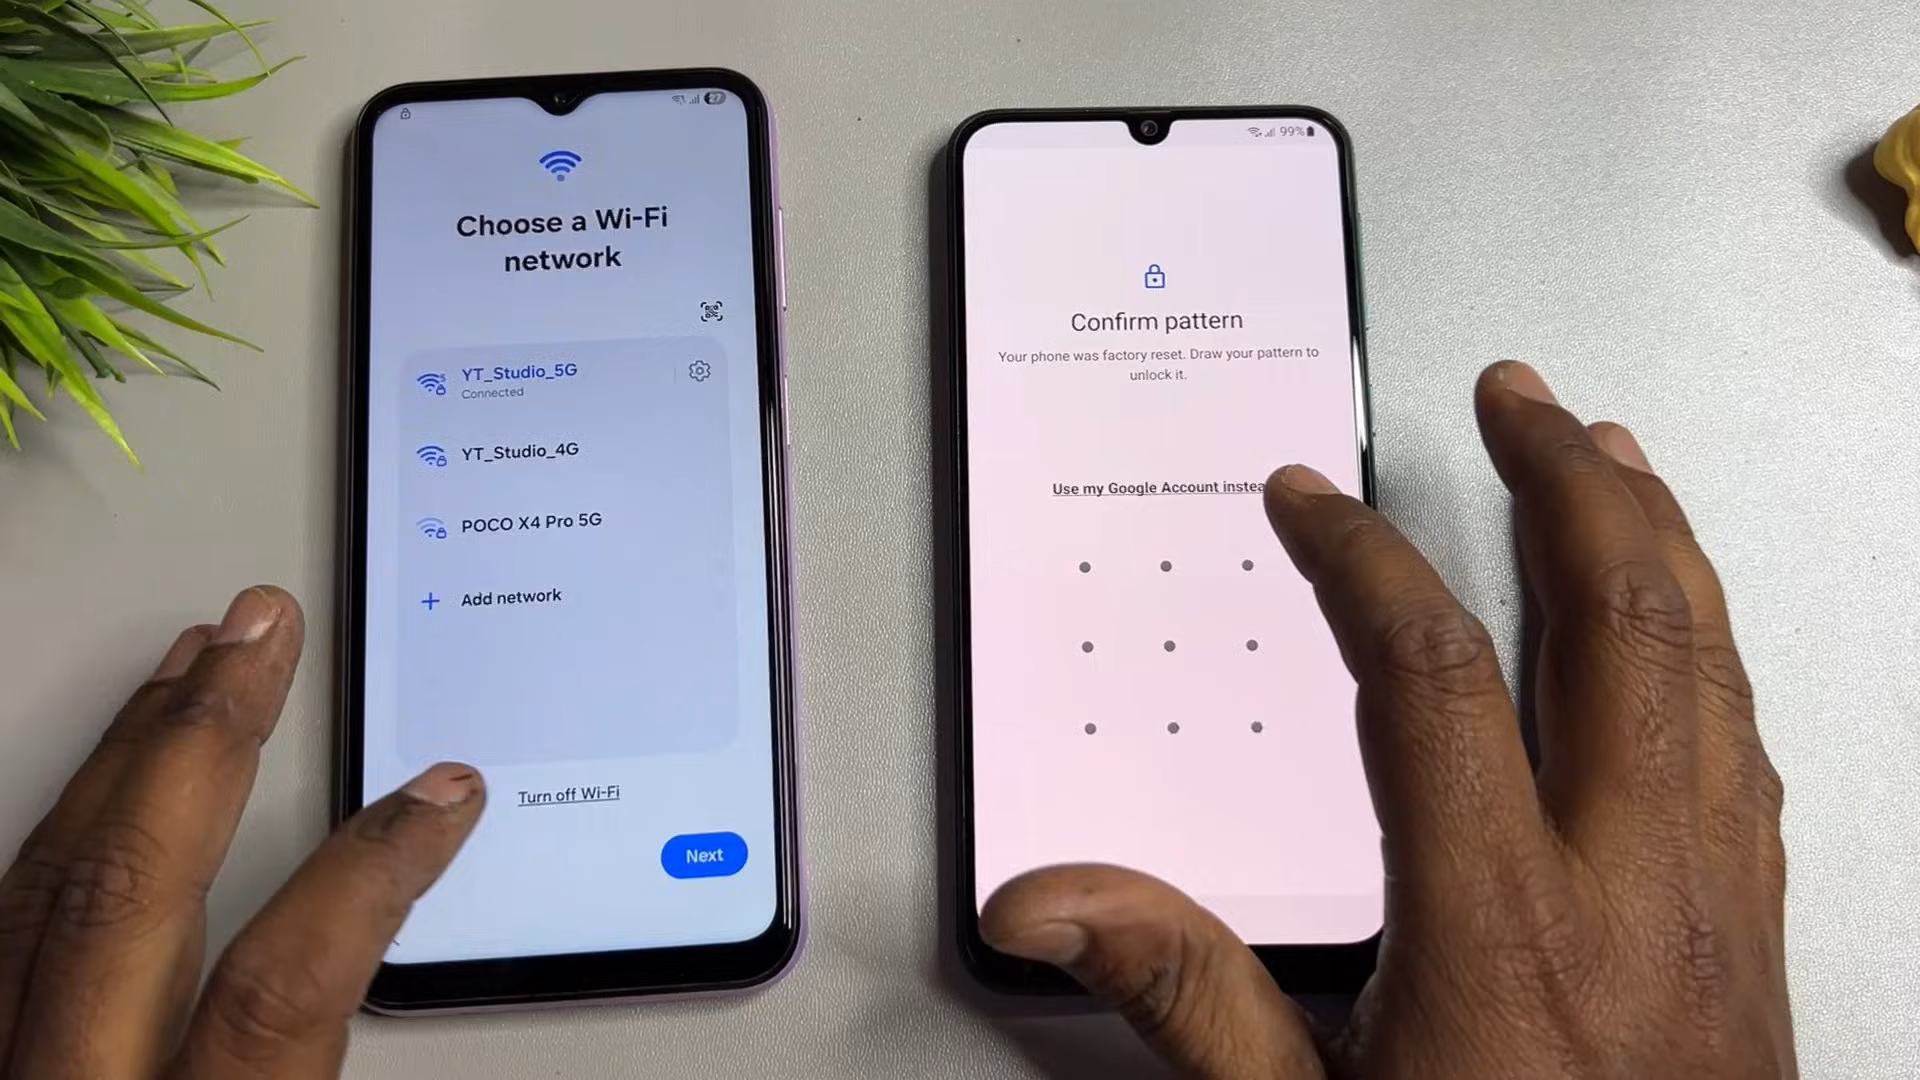 27
Choose a Wi-Fi
network
YT_Studio_5G
Connected
YT_Studio_4G
POCO X4 Pro 5G
+ Add network
Turn off Wi-Fi
Next
99%
Confirm pattern
Your phone was factory reset. Draw your pattern to
unlock it.
Use my Google Account instea